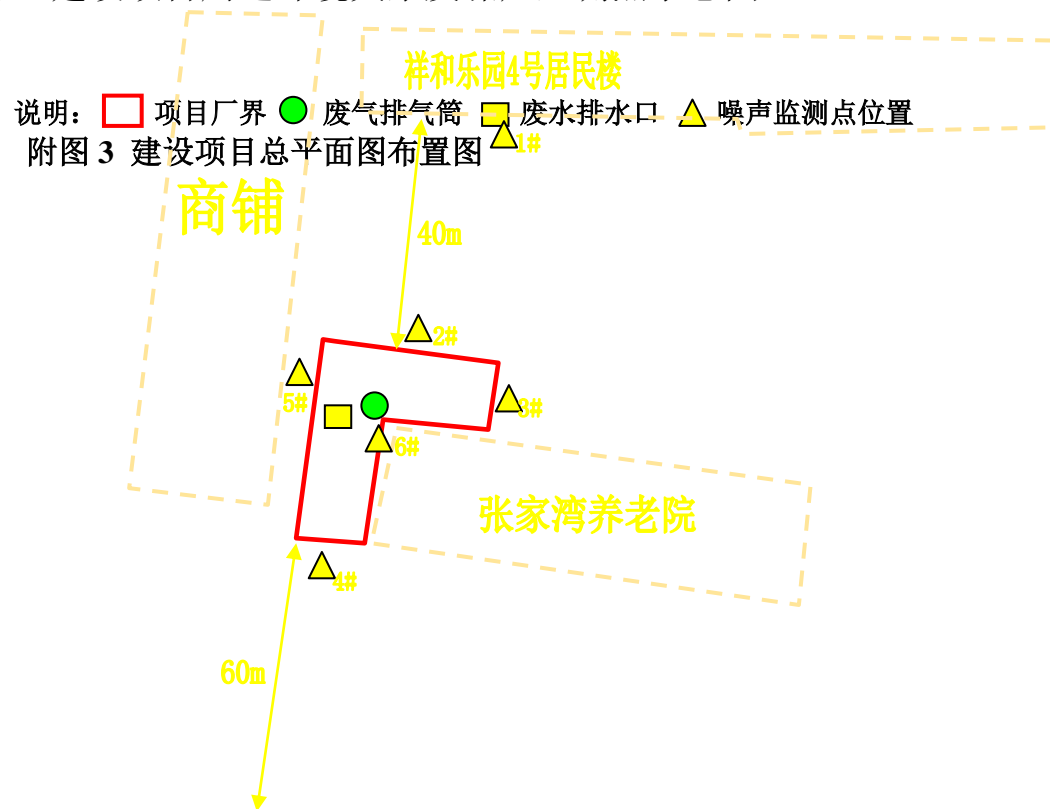 祥和乐园4号居民楼
说明： 项目厂界 废气排气筒 废水排水口 噪声监测点位置
附图 3 建设项目总平面图布置图
1#
商铺
40m
2#
5#
3#
6#
张家湾养老院
4#
60m